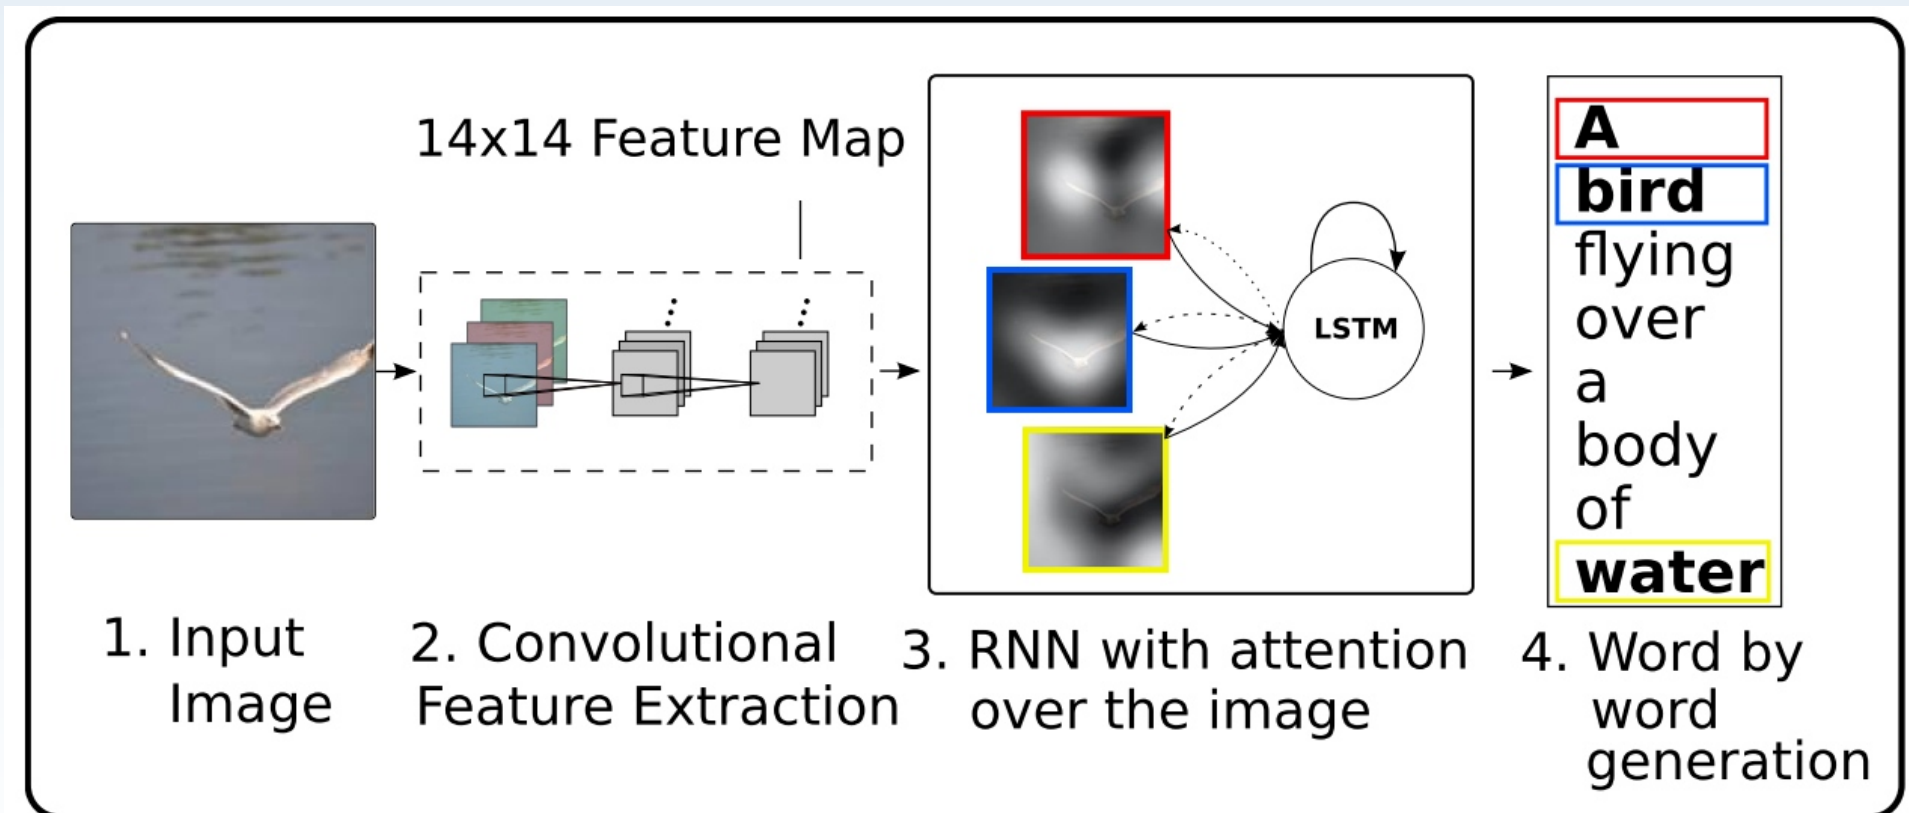 14x14 Feature Map
LSTM
A
bird
flying
over
a
body
of
water
1. Input
Image
2. Convolutional
Feature Extraction
3. RNN with attention
over the image
4. Word by
word
generation